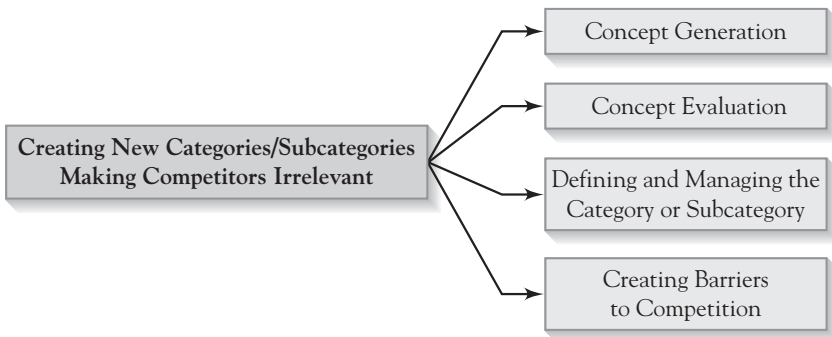 Concept Generation
Concept Evaluation
Creating New Categories/Subcategories
Making Competitors Irrelevant
Defining and Managing the
Category or Subcategory
Creating Barriers
to Competition